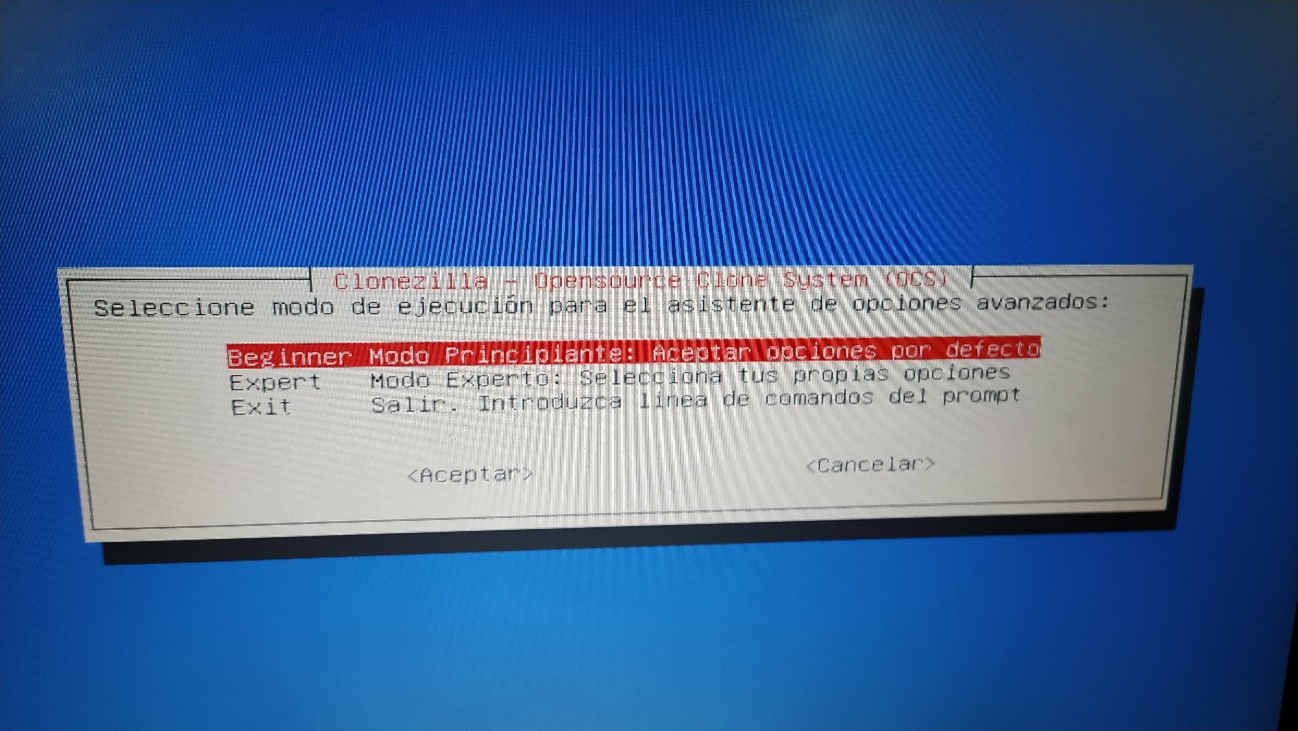 Clonezilla - Opensource Clone System (OCS)
Seleccione modo de ejecución para el asistente de opciones avanzados:
Beginner Modo Principiante: Aceptar opciones por defecto
Expert Modo Experto: Selecciona tus propias opciones
Exit Salir. Introduzca línea de comandos del prompt
<Aceptar> <Cancelar>